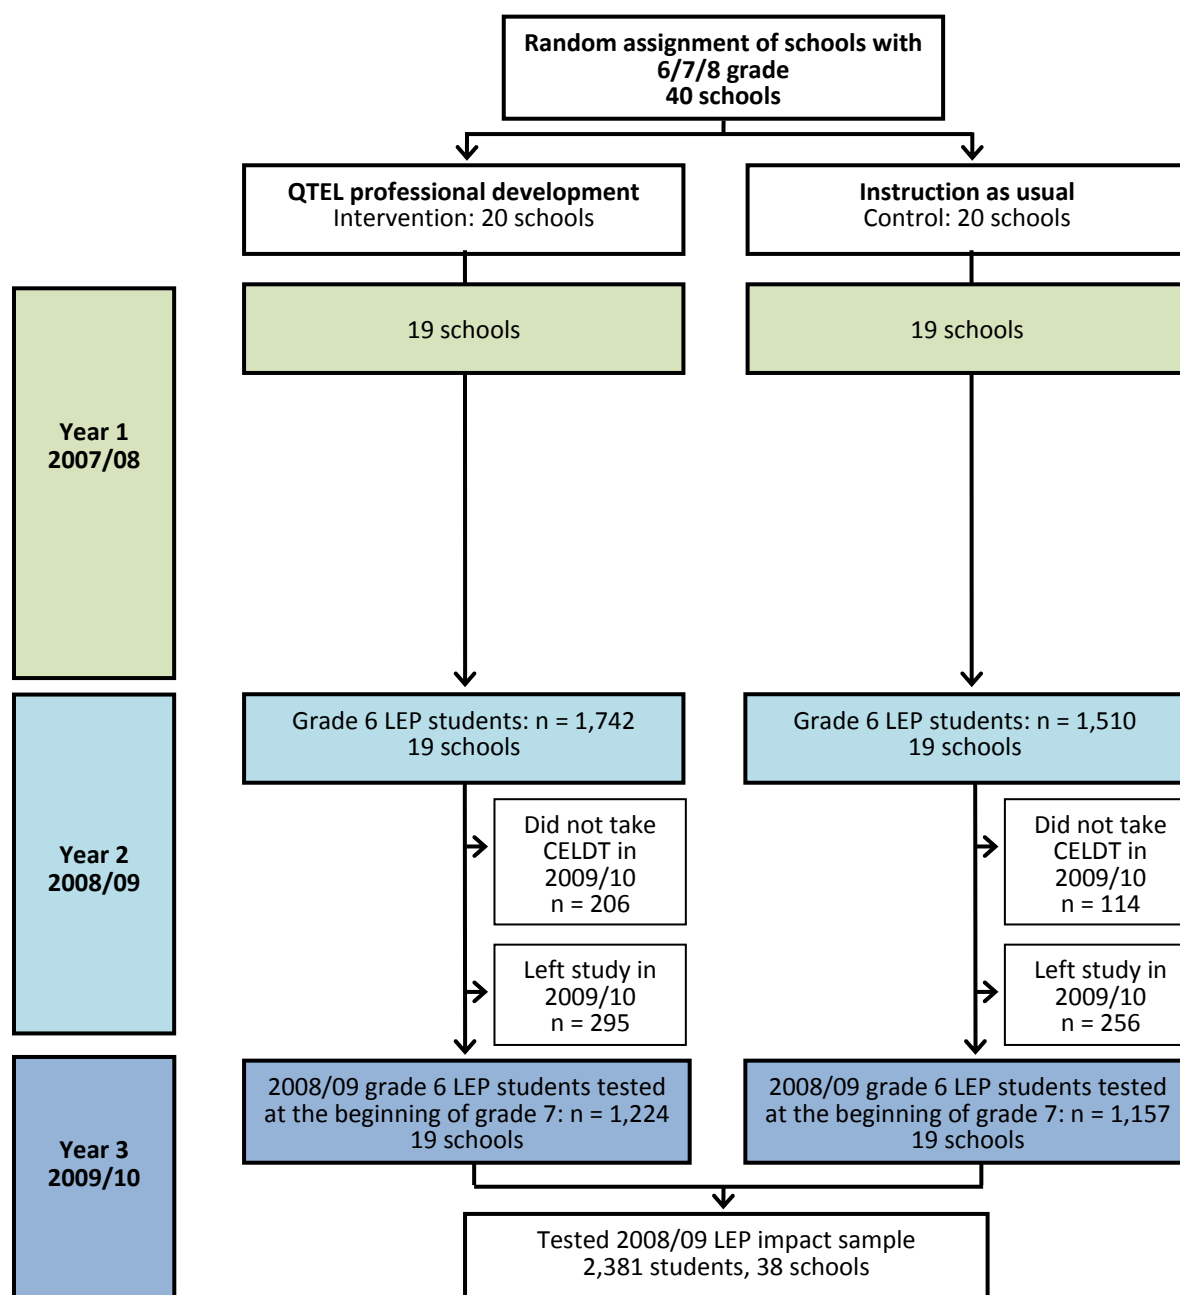 Random assignment of schools with
6/7/8 grade
40 schools
QTEL professional development
Intervention: 20 schools
Instruction as usual
Control: 20 schools
Year 1
2007/08
19 schools
19 schools
Year 2
2008/09
Grade 6 LEP students: n = 1,742
19 schools
Grade 6 LEP students: n = 1,510
19 schools
Did not take
CELDT in
2009/10
n = 206
Did not take
CELDT in
2009/10
n = 114
Left study in
2009/10
n = 295
Left study in
2009/10
n = 256
Year 3
2009/10
2008/09 grade 6 LEP students tested
at the beginning of grade 7: n = 1,224
19 schools
2008/09 grade 6 LEP students tested
at the beginning of grade 7: n = 1,157
19 schools
Tested 2008/09 LEP impact sample
2,381 students, 38 schools